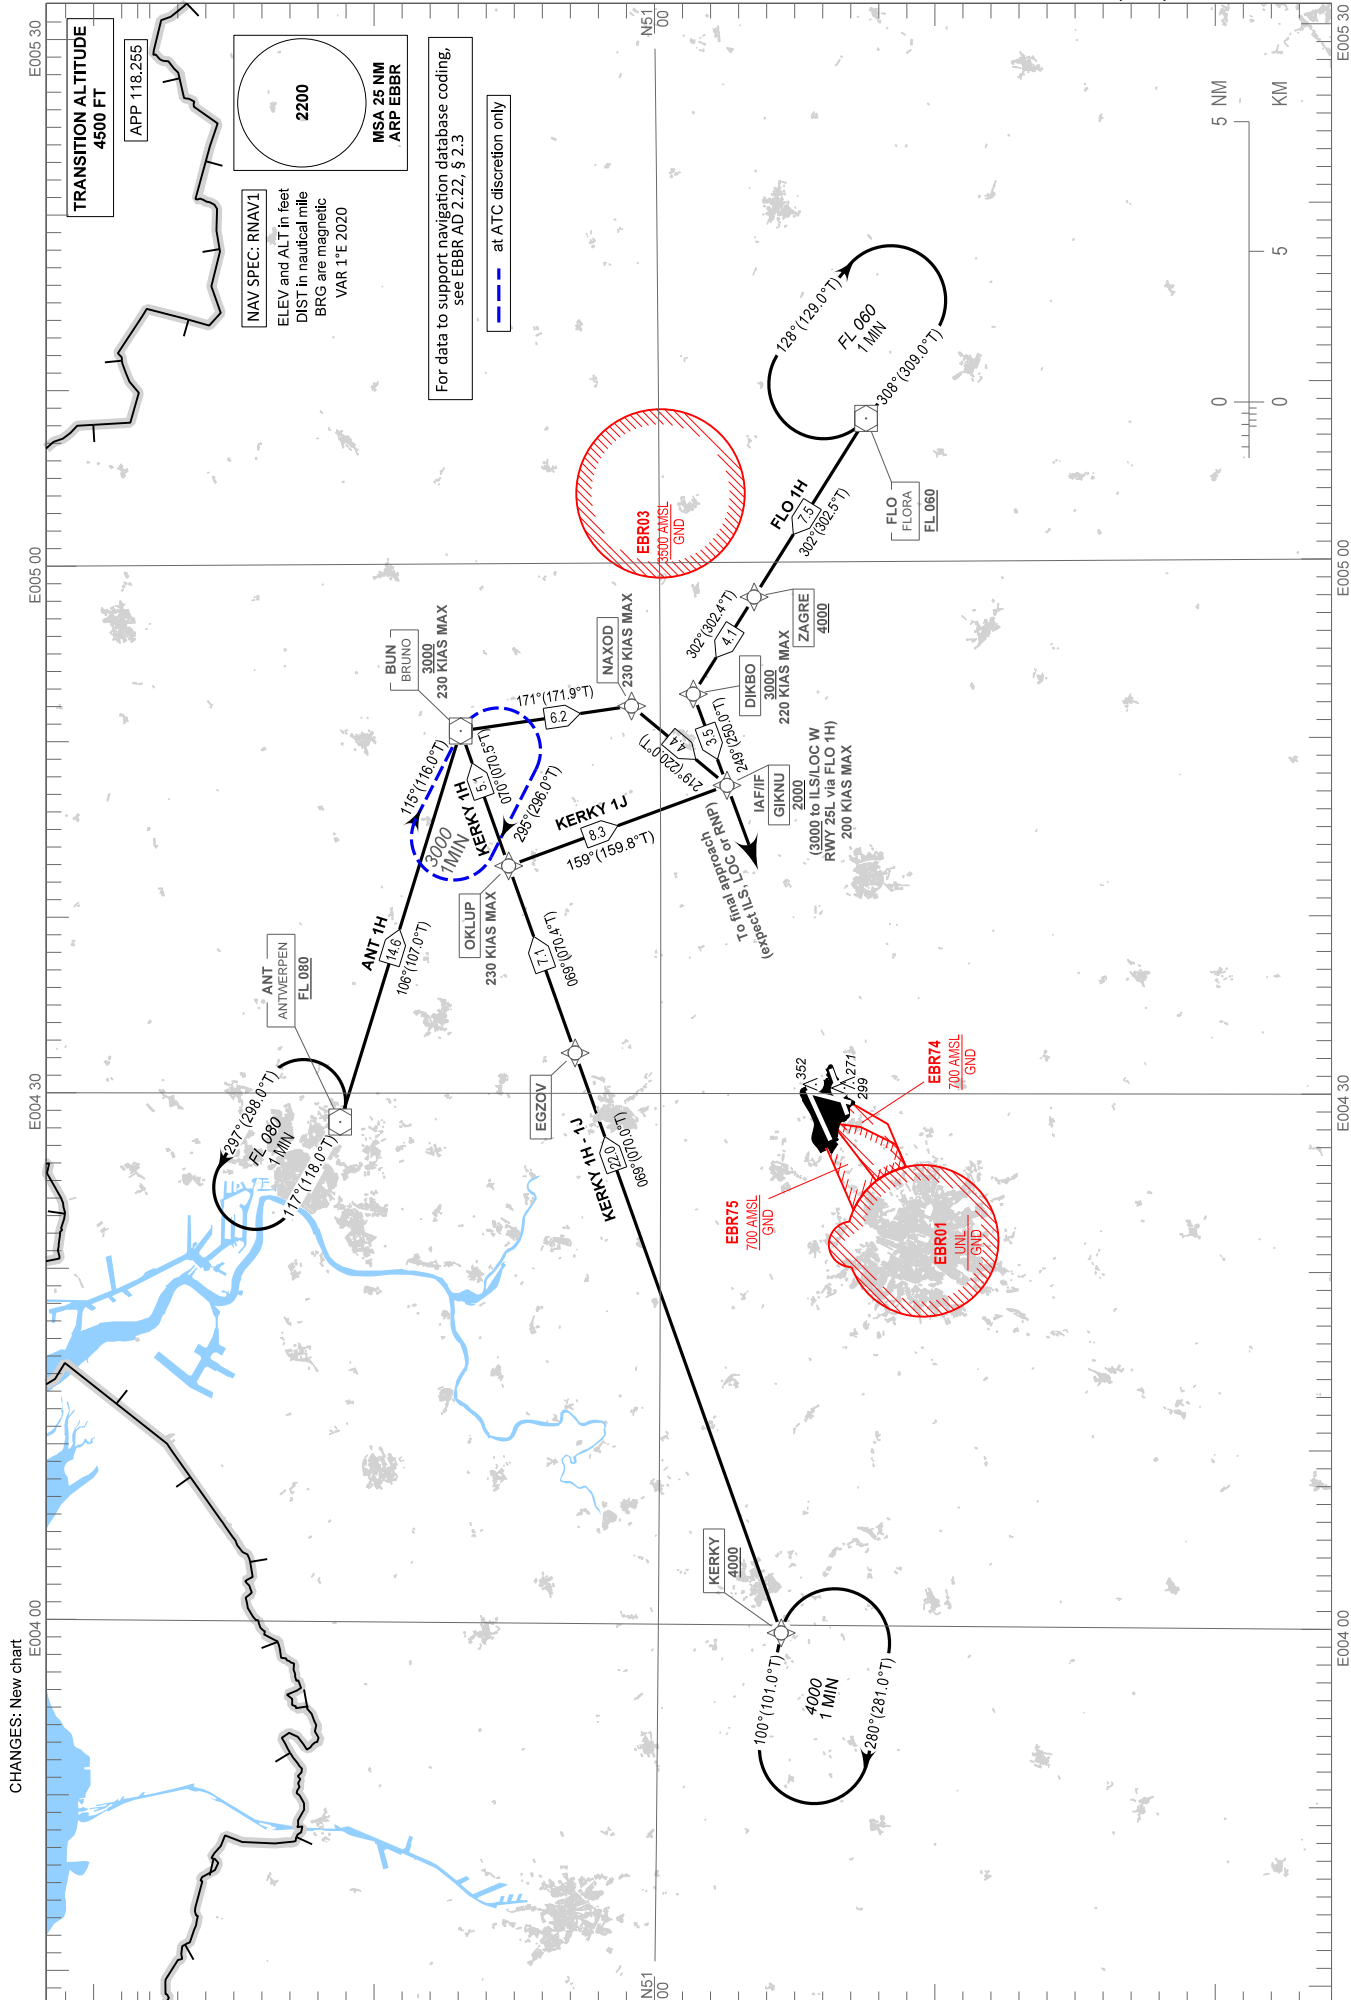 CHANGES: New chart
E004 00
E004 30
E005 00
E005 30
TRANSITION ALTITUDE
4500 FT
APP 118.255
2200
MSA 25 NM
ARP EBBR
NAV SPEC: RNAV1
ELEV and ALT in feet
DIST in nautical mile
BRG are magnetic
VAR 1°E 2020
For data to support navigation database coding,
see EBBR AD 2.22, § 2.3
at ATC discretion only
N51
00
N51
00
ANT
ANTWERPEN
FL 080
297°(298.0°T)
FL 080
1 MIN
117°(118.0°T)
ANT 1H
14.6
106°(107.0°T)
BUN
BRUNO
3000
230 KIAS MAX
115°(116.0°T)
3000
1MIN
295°(296.0°T)
KERKY 1H
5.1
070°(070.5°T)
171°(171.9°T)
6.2
NAXOD
230 KIAS MAX
4.4
219°(220.0°T)
OKLUP
230 KIAS MAX
KERKY 1J
8.3
159°(159.8°T)
7.1
069°(070.4°T)
EGZOV
KERKY 1H - 1J
22.0
069°(070.0°T)
KERKY
4000
100°(101.0°T)
4000
1 MIN
280°(281.0°T)
EBR03
3500 AMSL
GND
FLO 1H
7.5
302°(302.5°T)
FLO
FLORA
FL 060
128°(129.0°T)
FL 060
1 MIN
308°(309.0°T)
302°(302.4°T)
4.1
ZAGRE
4000
DIKBO
3000
220 KIAS MAX
3.5
249°(250.0°T)
IAF/IF
GIKNU
2000
(3000 to ILS/LOC W
RWY 25L via FLO 1H)
200 KIAS MAX
To final approach
(expect ILS, LOC or RNP)
352
271
299
EBR74
700 AMSL
GND
EBR75
700 AMSL
GND
EBR01
UNL
GND
0
5 NM
0
5
KM
E004 00
E004 30
E005 00
E005 30